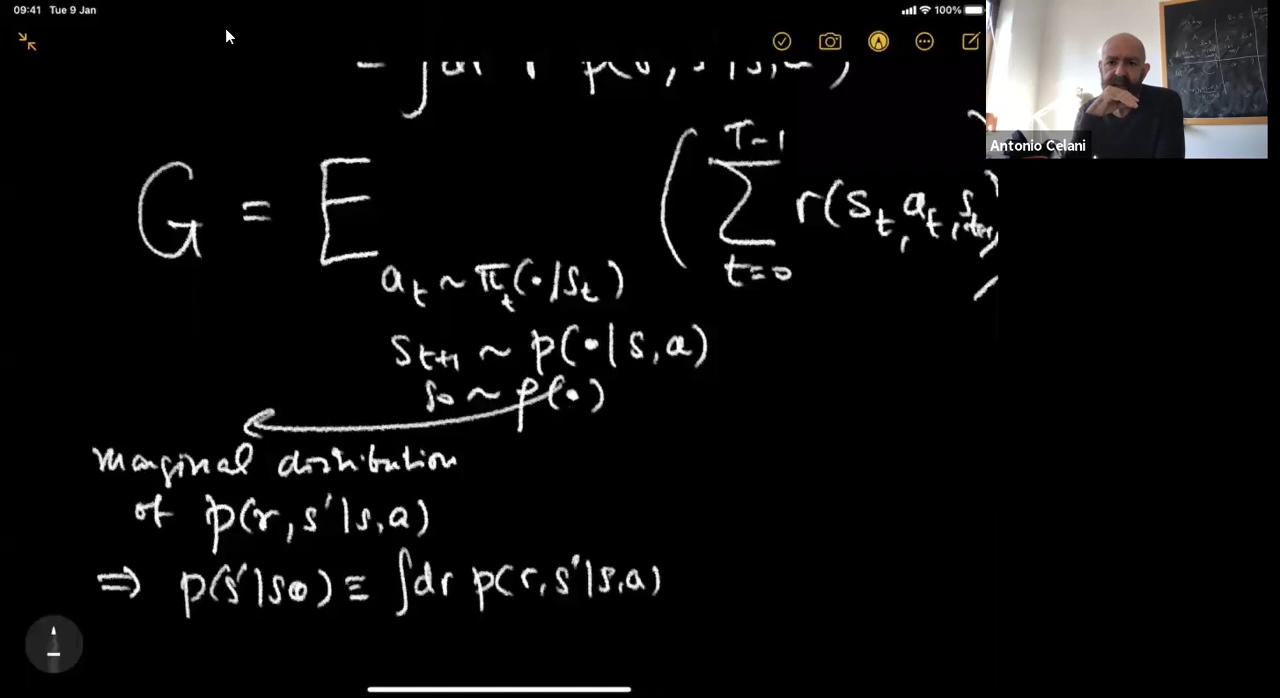 09:41 Tue 9 Jan
100%
Antonio Celani
G = E ( ∑_{t=0}^{T-1} r(s_t, a_t, s_{t+1})
a_t ~ π_t(·|s_t)
s_{t+1} ~ p(·|s,a)
s_0 ~ ρ(·)
marginal distribution
of p(r,s'|s,a)
⇒ p(s'|sa) ≡ ∫dr p(r,s'|s,a)